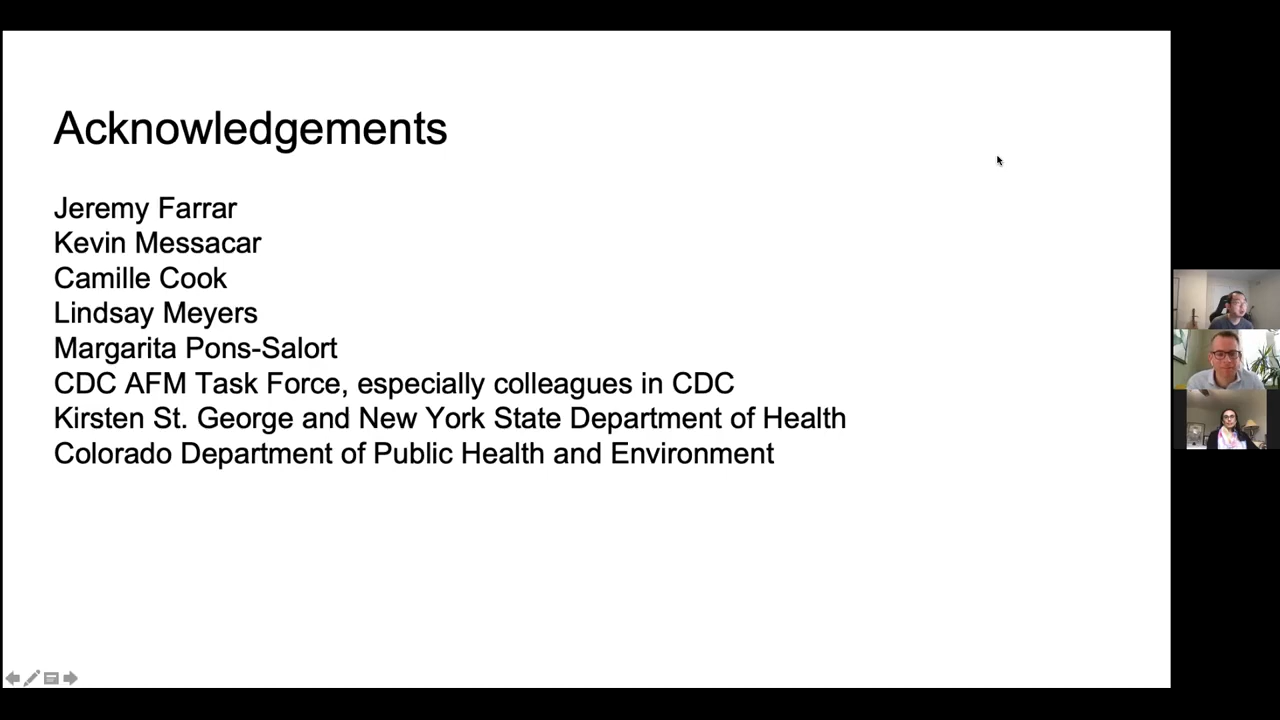 Acknowledgements
Jeremy Farrar
Kevin Messacar
Camille Cook
Lindsay Meyers
Margarita Pons-Salort
CDC AFM Task Force, especially colleagues in CDC
Kirsten St. George and New York State Department of Health
Colorado Department of Public Health and Environment